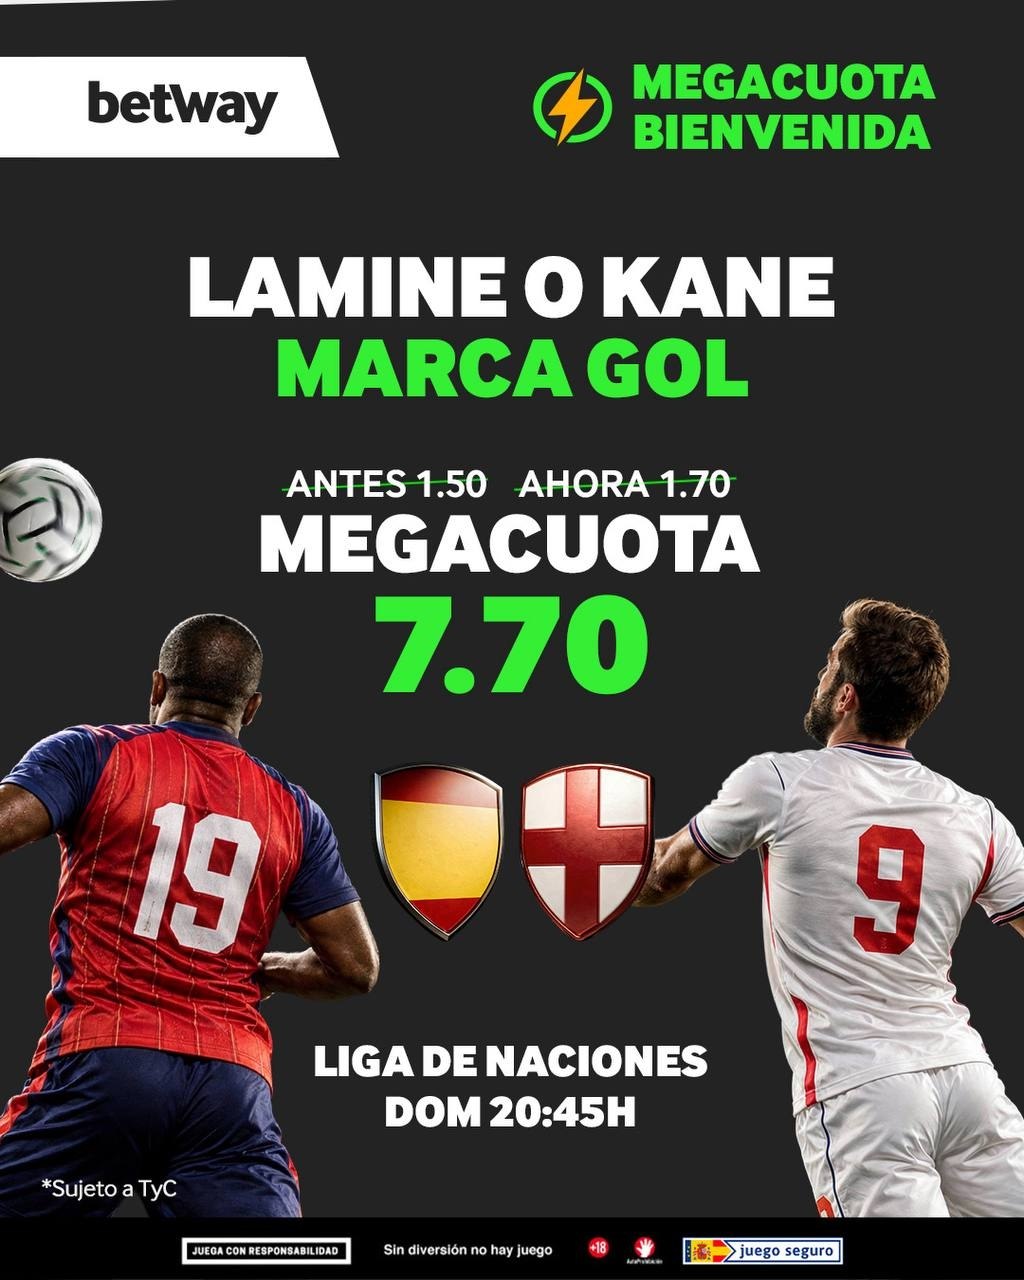 betway
MEGACUOTA
BIENVENIDA
LAMINE O KANE
MARCA GOL
ANTES 1.50 AHORA 1.70
MEGACUOTA
7.70
19
9
LIGA DE NACIONES
DOM 20:45H
*Sujeto a TyC
JUEGA CON RESPONSABILIDAD
Sin diversión no hay juego
+18
AutoProhibición
juego seguro